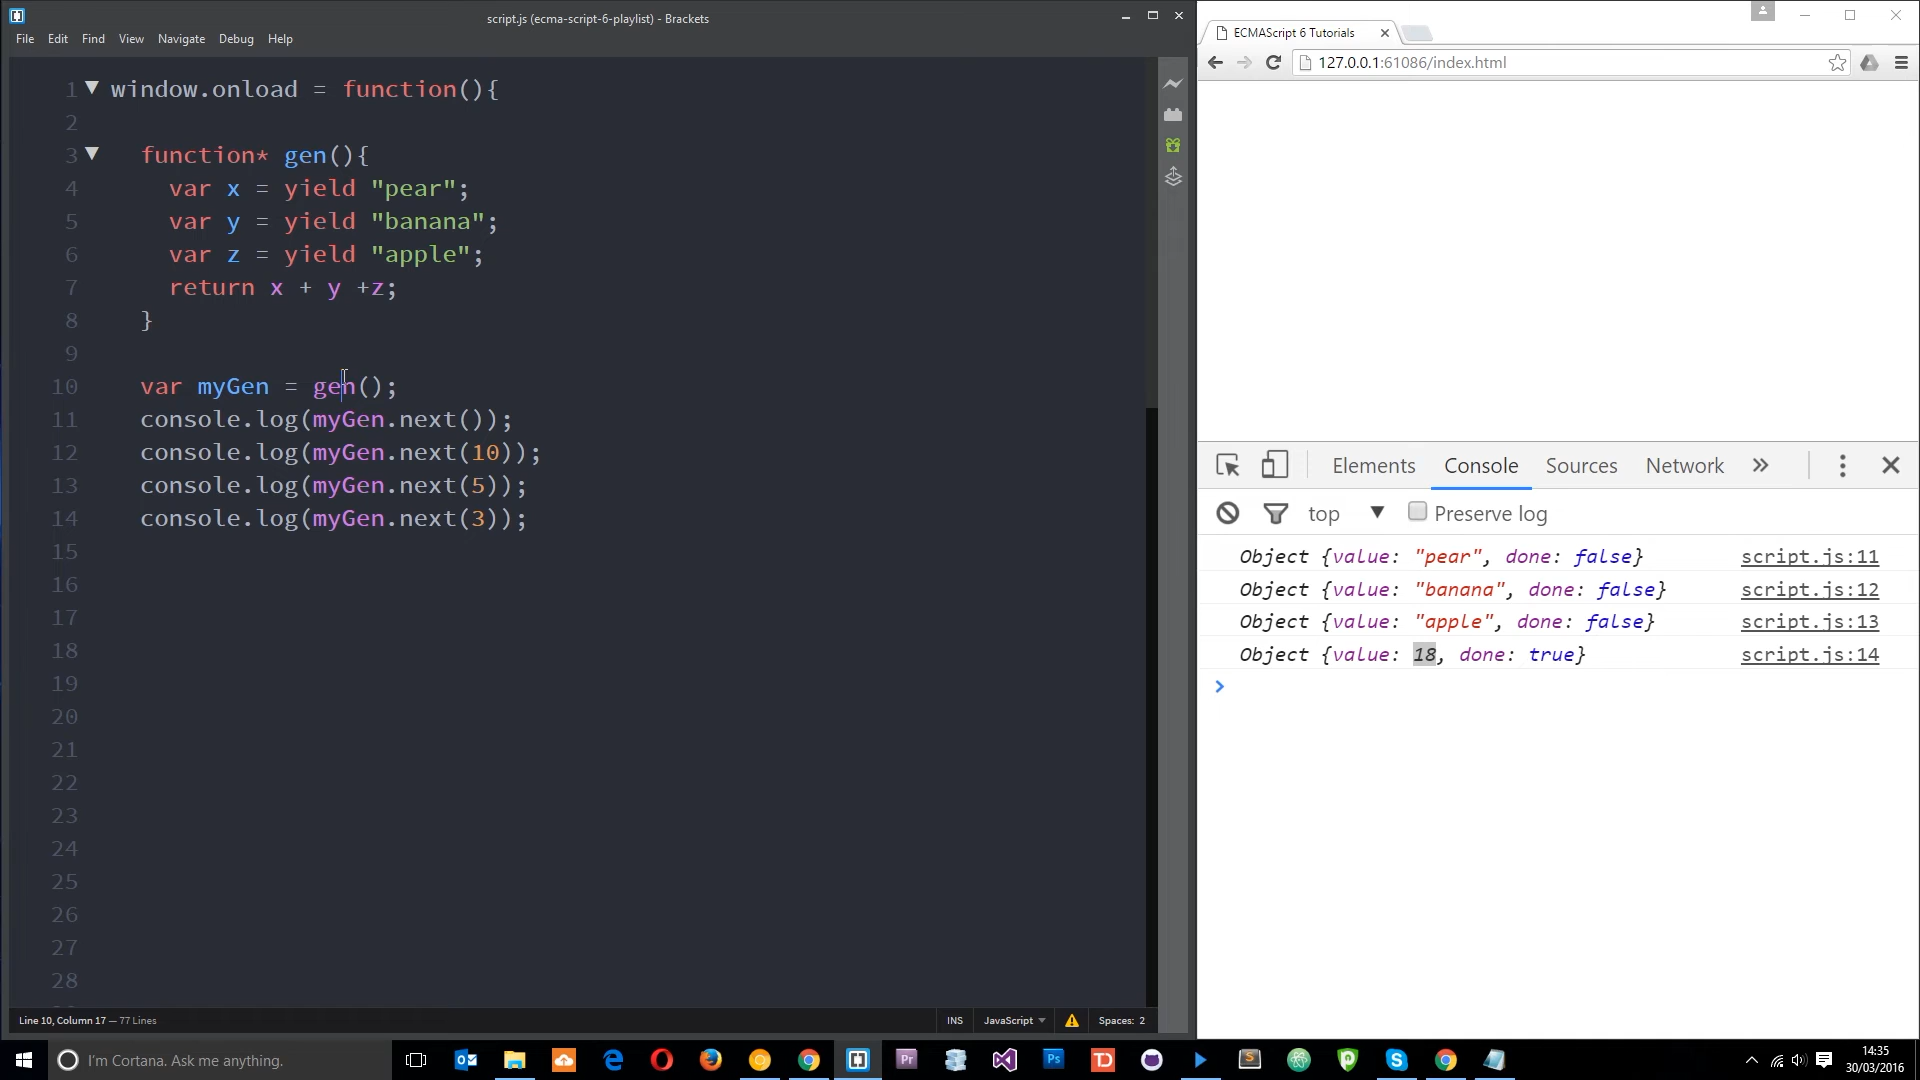 script.js (ecma-script-6-playlist) - Brackets
File Edit Find View Navigate Debug Help
1 ▼ window.onload = function(){
2
3 ▼ function* gen(){
4 var x = yield "pear";
5 var y = yield "banana";
6 var z = yield "apple";
7 return x + y +z;
8 }
9
10 var myGen = gen();
11 console.log(myGen.next());
12 console.log(myGen.next(10));
13 console.log(myGen.next(5));
14 console.log(myGen.next(3));
15
16
17
18
19
20
21
22
23
24
25
26
27
28
Line 10, Column 17 — 77 Lines
INS JavaScript Spaces: 2
ECMAScript 6 Tutorials
127.0.0.1:61086/index.html
Elements Console Sources Network »
top ▼ Preserve log
Object {value: "pear", done: false} script.js:11
Object {value: "banana", done: false} script.js:12
Object {value: "apple", done: false} script.js:13
Object {value: 18, done: true} script.js:14
>
I'm Cortana. Ask me anything.
Pr
Ps
TD
S
14:35
30/03/2016